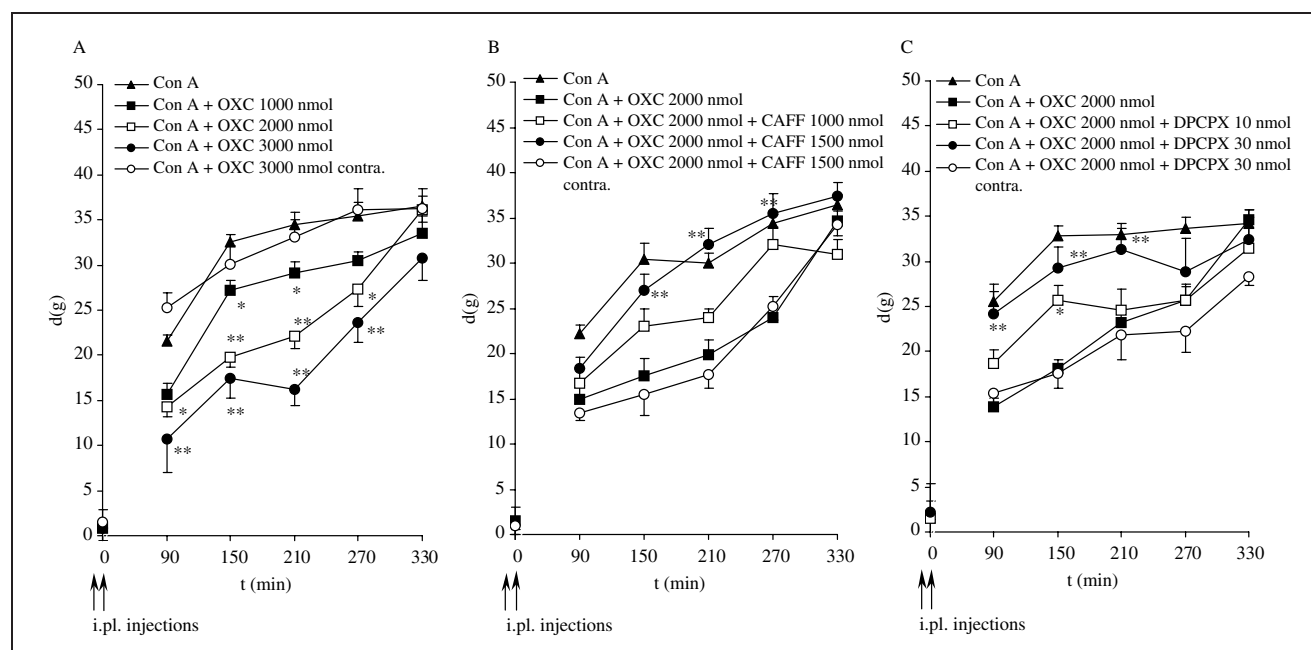 A
50
45
40
35
30
25
20
15
10
5
0
d(g)
Con A
Con A + OXC 1000 nmol
Con A + OXC 2000 nmol
Con A + OXC 3000 nmol
Con A + OXC 3000 nmol contra.
*
**
*
**
**
*
**
**
*
**
0 90 150 210 270 330
t (min)
i.pl. injections
B
50
45
40
35
30
25
20
15
10
5
0
d(g)
Con A
Con A + OXC 2000 nmol
Con A + OXC 2000 nmol + CAFF 1000 nmol
Con A + OXC 2000 nmol + CAFF 1500 nmol
Con A + OXC 2000 nmol + CAFF 1500 nmol
contra.
**
**
**
0 90 150 210 270 330
t (min)
i.pl. injections
C
50
45
40
35
30
25
20
15
10
5
0
d(g)
Con A
Con A + OXC 2000 nmol
Con A + OXC 2000 nmol + DPCPX 10 nmol
Con A + OXC 2000 nmol + DPCPX 30 nmol
Con A + OXC 2000 nmol + DPCPX 30 nmol
contra.
**
**
*
**
0 90 150 210 270 330
t (min)
i.pl. injections